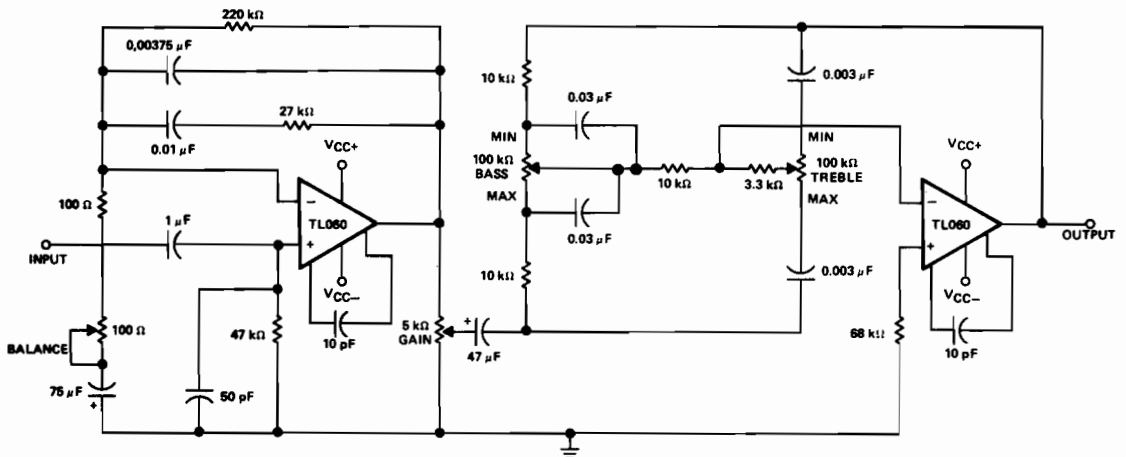 220 kΩ
0,00375 µF
0.01 µF
27 kΩ
VCC+
100 Ω
1 µF
INPUT
−
TL060
+
VCC−
10 pF
100 Ω
BALANCE
75 µF
+
47 kΩ
50 pF
5 kΩ
GAIN
+
47 µF
10 kΩ
0.03 µF
MIN
100 kΩ
BASS
MAX
0.03 µF
10 kΩ
10 kΩ
3.3 kΩ
0.003 µF
MIN
100 kΩ
TREBLE
MAX
0.003 µF
VCC+
−
TL060
+
VCC−
OUTPUT
68 kΩ
10 pF